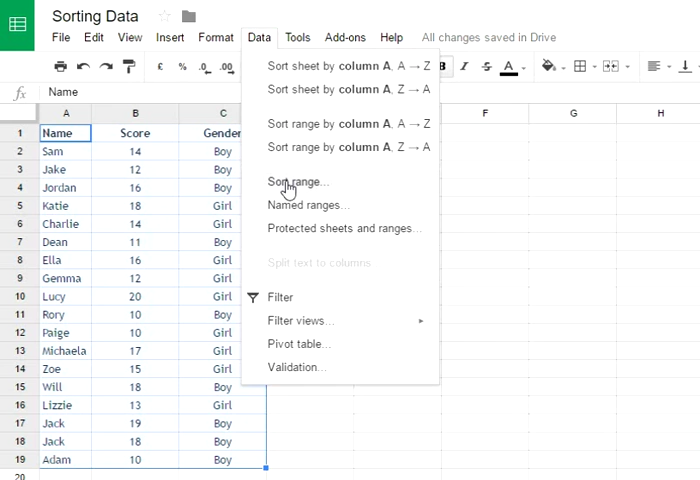 Sorting Data
File Edit View Insert Format Data Tools Add-ons Help All changes saved in Drive
£ % .0 .00 B I S A
fx Name
Sort sheet by column A, A → Z
Sort sheet by column A, Z → A
Sort range by column A, A → Z
Sort range by column A, Z → A
Sort range...
Named ranges...
Protected sheets and ranges...
Split text to columns
Filter
Filter views...
Pivot table...
Validation...
A B C F G H
1 Name Score Gender
2 Sam 14 Boy
3 Jake 12 Boy
4 Jordan 16 Boy
5 Katie 18 Girl
6 Charlie 14 Girl
7 Dean 11 Boy
8 Ella 16 Girl
9 Gemma 12 Girl
10 Lucy 20 Girl
11 Rory 10 Boy
12 Paige 10 Girl
13 Michaela 17 Girl
14 Zoe 15 Girl
15 Will 18 Boy
16 Lizzie 13 Girl
17 Jack 19 Boy
18 Jack 18 Boy
19 Adam 10 Boy
20